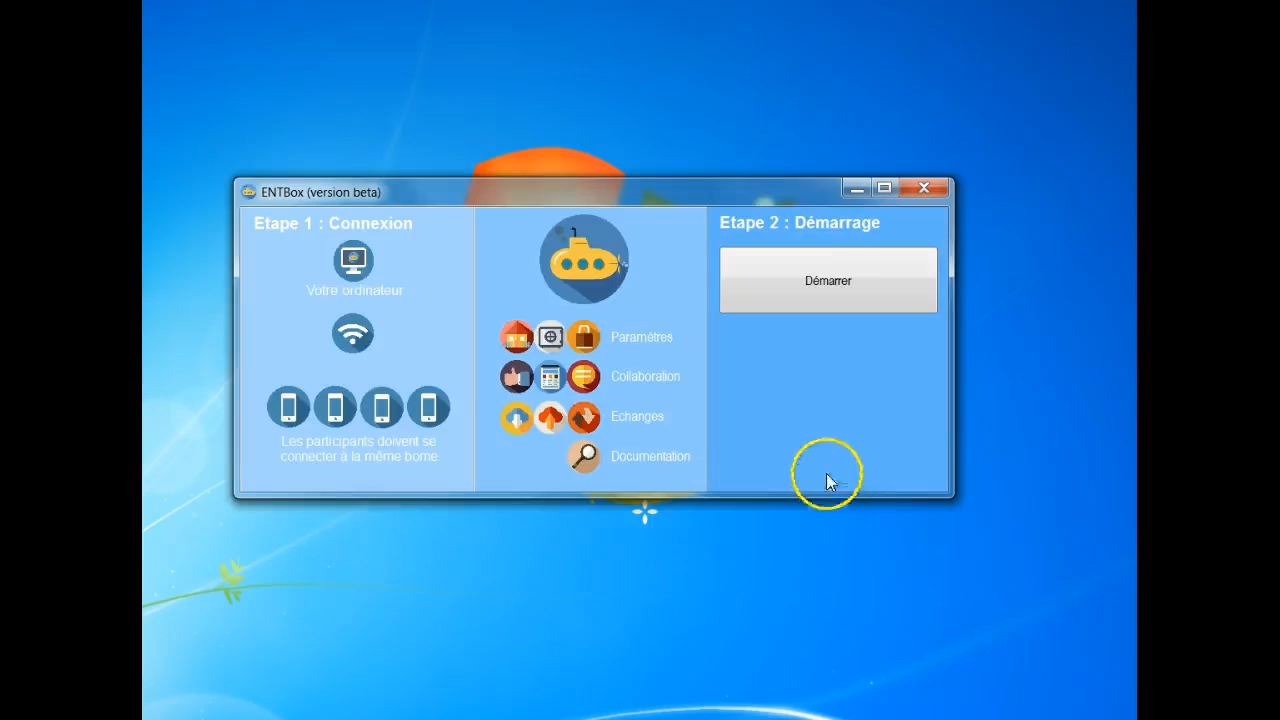 ENTBox (version beta)
Etape 1 : Connexion
Votre ordinateur
Les participants doivent se
connecter à la même borne.
Paramètres
Collaboration
Echanges
Documentation
Etape 2 : Démarrage
Démarrer